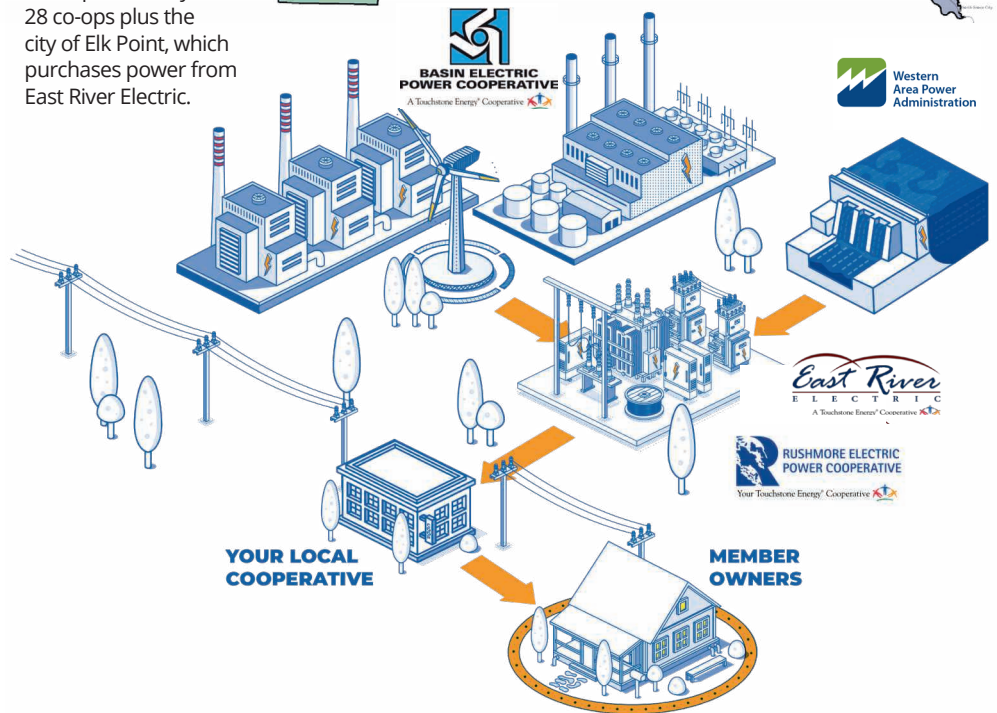 28 co-ops plus the
city of Elk Point, which
purchases power from
East River Electric.
BASIN ELECTRIC
POWER COOPERATIVE
A Touchstone Energy® Cooperative
Western
Area Power
Administration
East River
ELECTRIC
A Touchstone Energy® Cooperative
RUSHMORE ELECTRIC
POWER COOPERATIVE
Your Touchstone Energy® Cooperative
YOUR LOCAL
COOPERATIVE
MEMBER
OWNERS